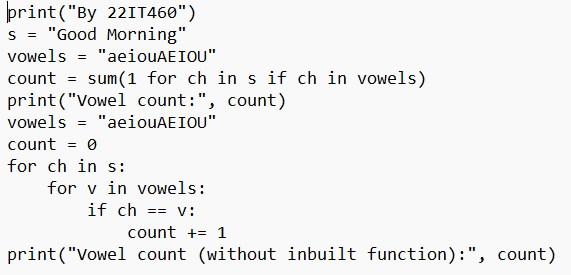 print("By 22IT460")
s = "Good Morning"
vowels = "aeiouAEIOU"
count = sum(1 for ch in s if ch in vowels)
print("Vowel count:", count)
vowels = "aeiouAEIOU"
count = 0
for ch in s:
    for v in vowels:
        if ch == v:
            count += 1
print("Vowel count (without inbuilt function):", count)